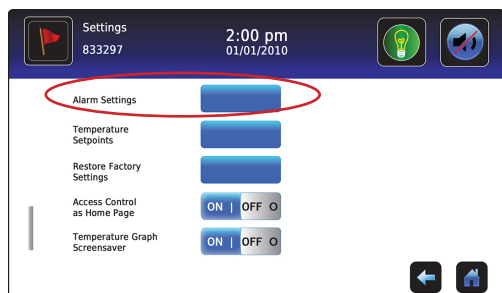 Settings
833297
2:00 pm
01/01/2010
Alarm Settings
Temperature
Setpoints
Restore Factory
Settings
Access Control
as Home Page
ON | OFF O
Temperature Graph
Screensaver
ON | OFF O